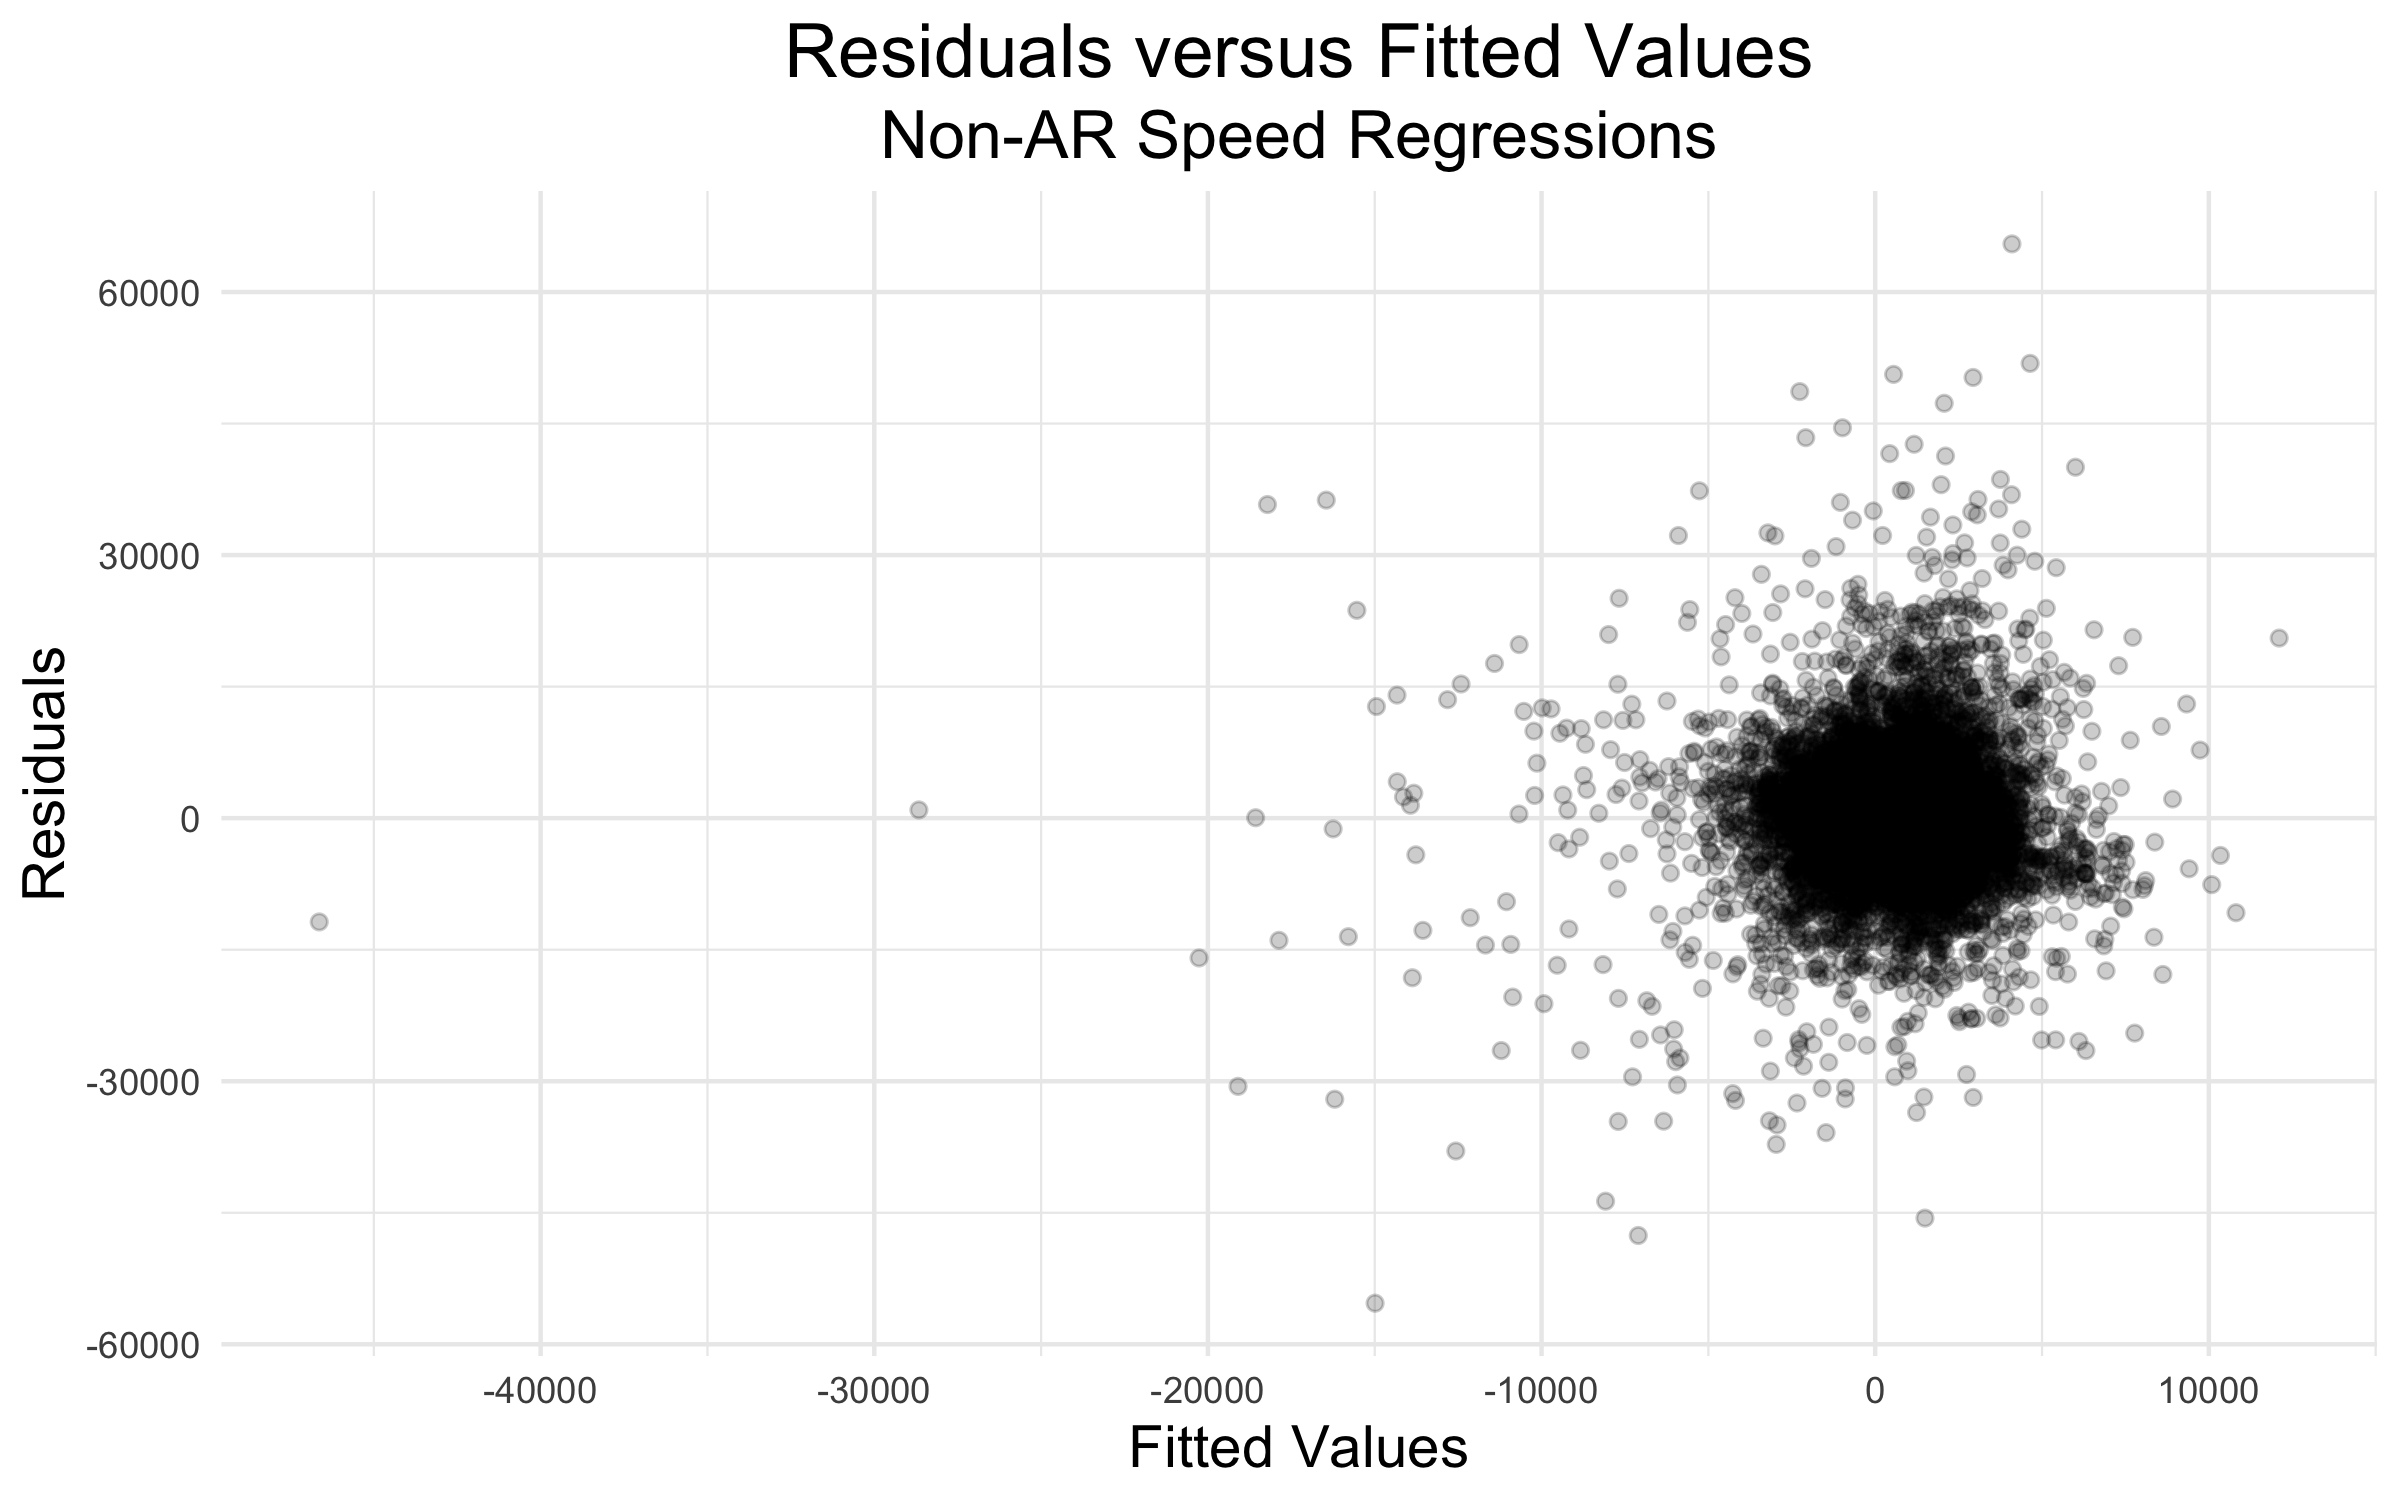 Residuals versus Fitted Values
Non-AR Speed Regressions
Residuals
60000
30000
0
-30000
-60000
-40000
-30000
-20000
-10000
0
10000
Fitted Values